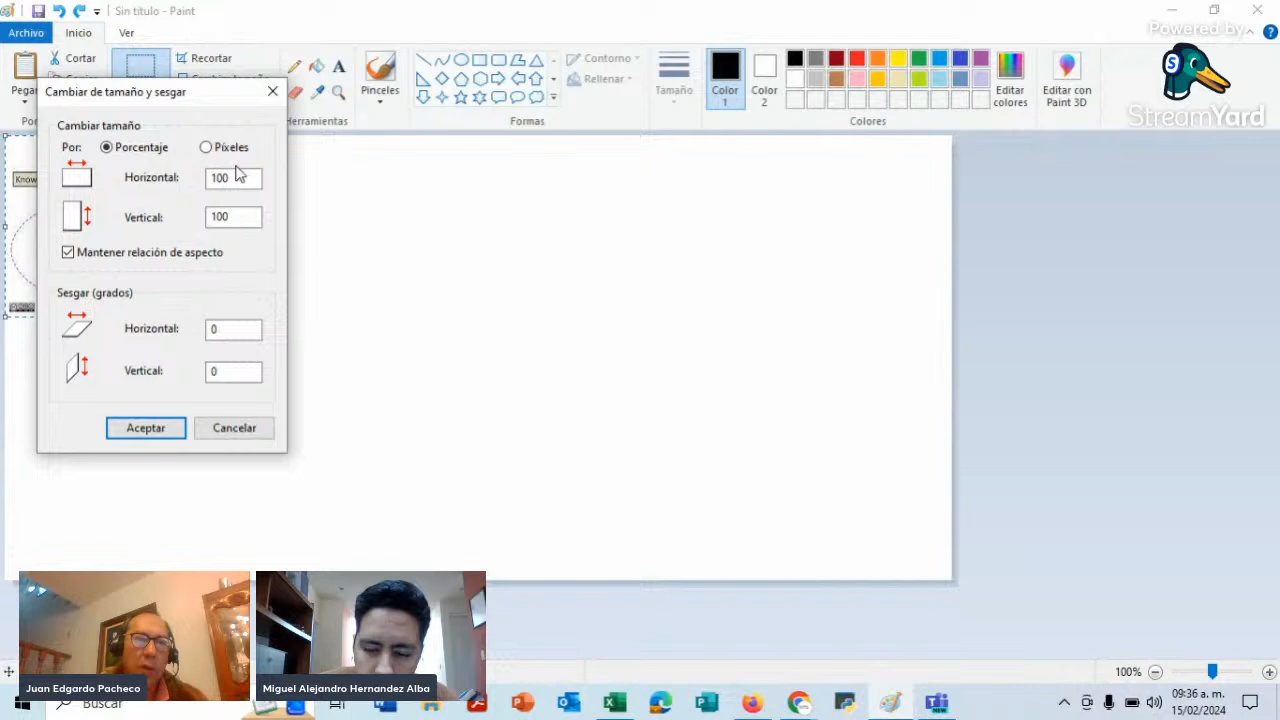 Sin título - Paint
Powered by
StreamYard
Archivo Inicio Ver
Pegar
Cortar
Recortar
Pinceles
Herramientas
Contorno
Rellenar
Formas
Tamaño
Color 1
Color 2
Editar colores
Editar con Paint 3D
Colores
Know
Cambiar de tamaño y sesgar
Cambiar tamaño
Por: Porcentaje Píxeles
Horizontal: 100
Vertical: 100
Mantener relación de aspecto
Sesgar (grados)
Horizontal: 0
Vertical: 0
Aceptar Cancelar
Juan Edgardo Pacheco
Miguel Alejandro Hernandez Alba
100%
Buscar
NEW
09:36 a. m.
15/02/2024